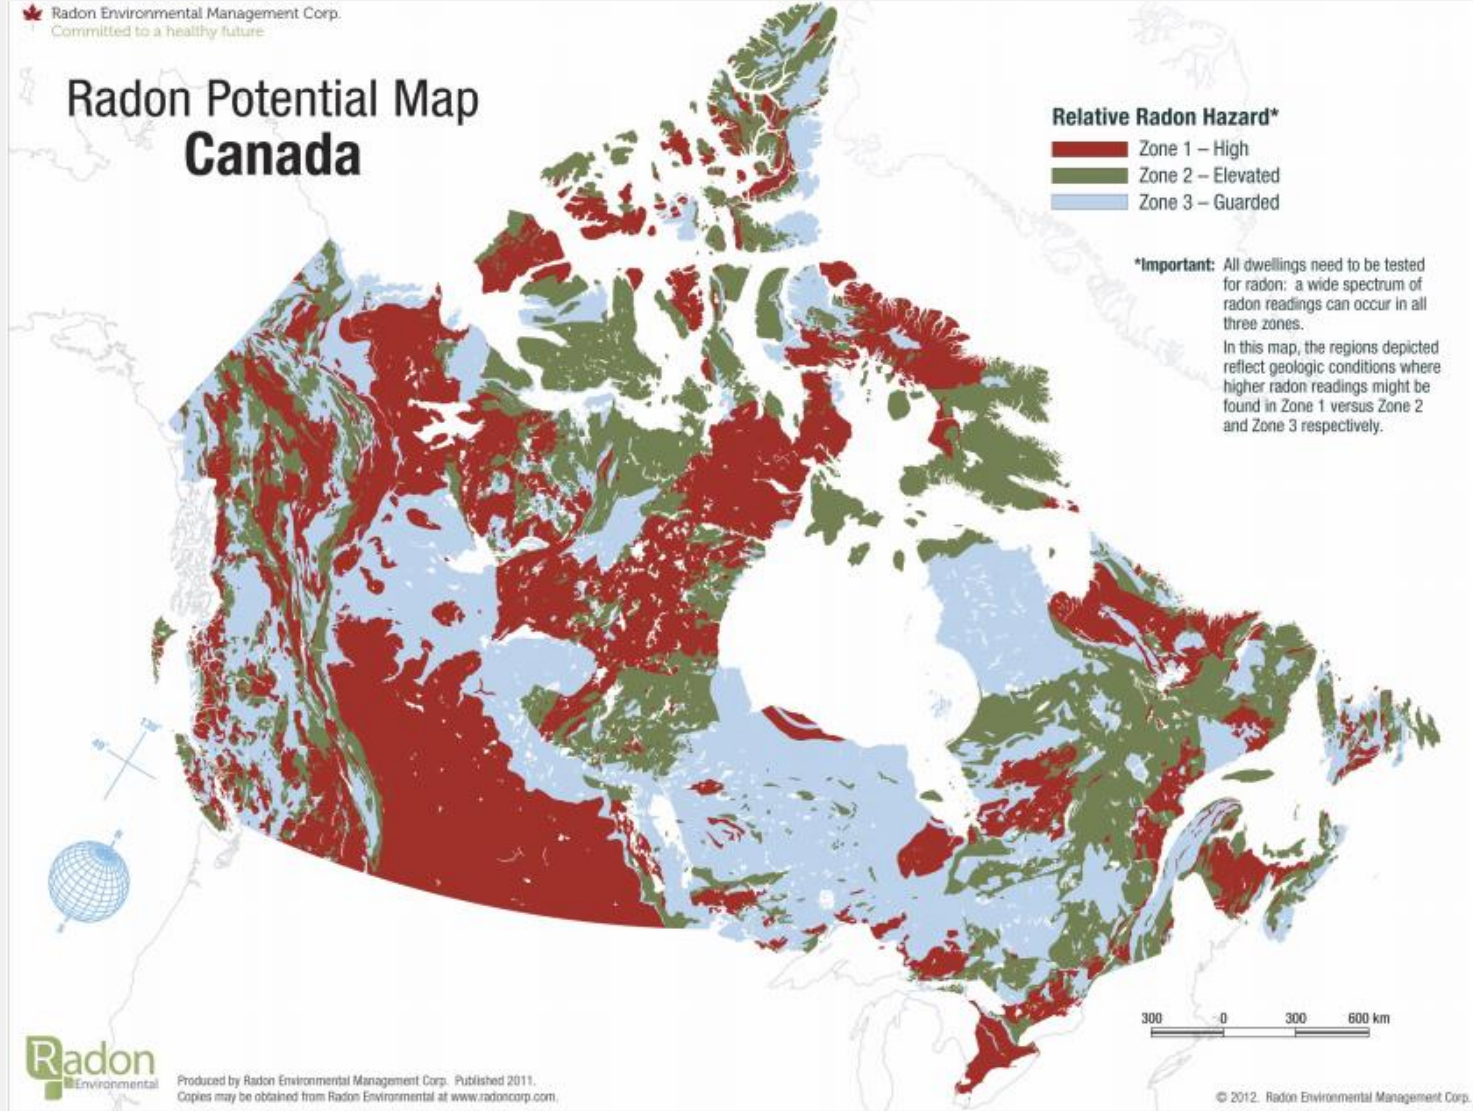 Radon Environmental Management Corp.
Committed to a healthy future
Radon Potential Map
Canada
Relative Radon Hazard*
Zone 1 – High
Zone 2 – Elevated
Zone 3 – Guarded
*Important: All dwellings need to be tested
for radon: a wide spectrum of
radon readings can occur in all
three zones.
In this map, the regions depicted
reflect geologic conditions where
higher radon readings might be
found in Zone 1 versus Zone 2
and Zone 3 respectively.
300 0 300 600 km
Radon
Environmental
Produced by Radon Environmental Management Corp. Published 2011.
Copies may be obtained from Radon Environmental at www.radoncorp.com.
© 2012. Radon Environmental Management Corp.